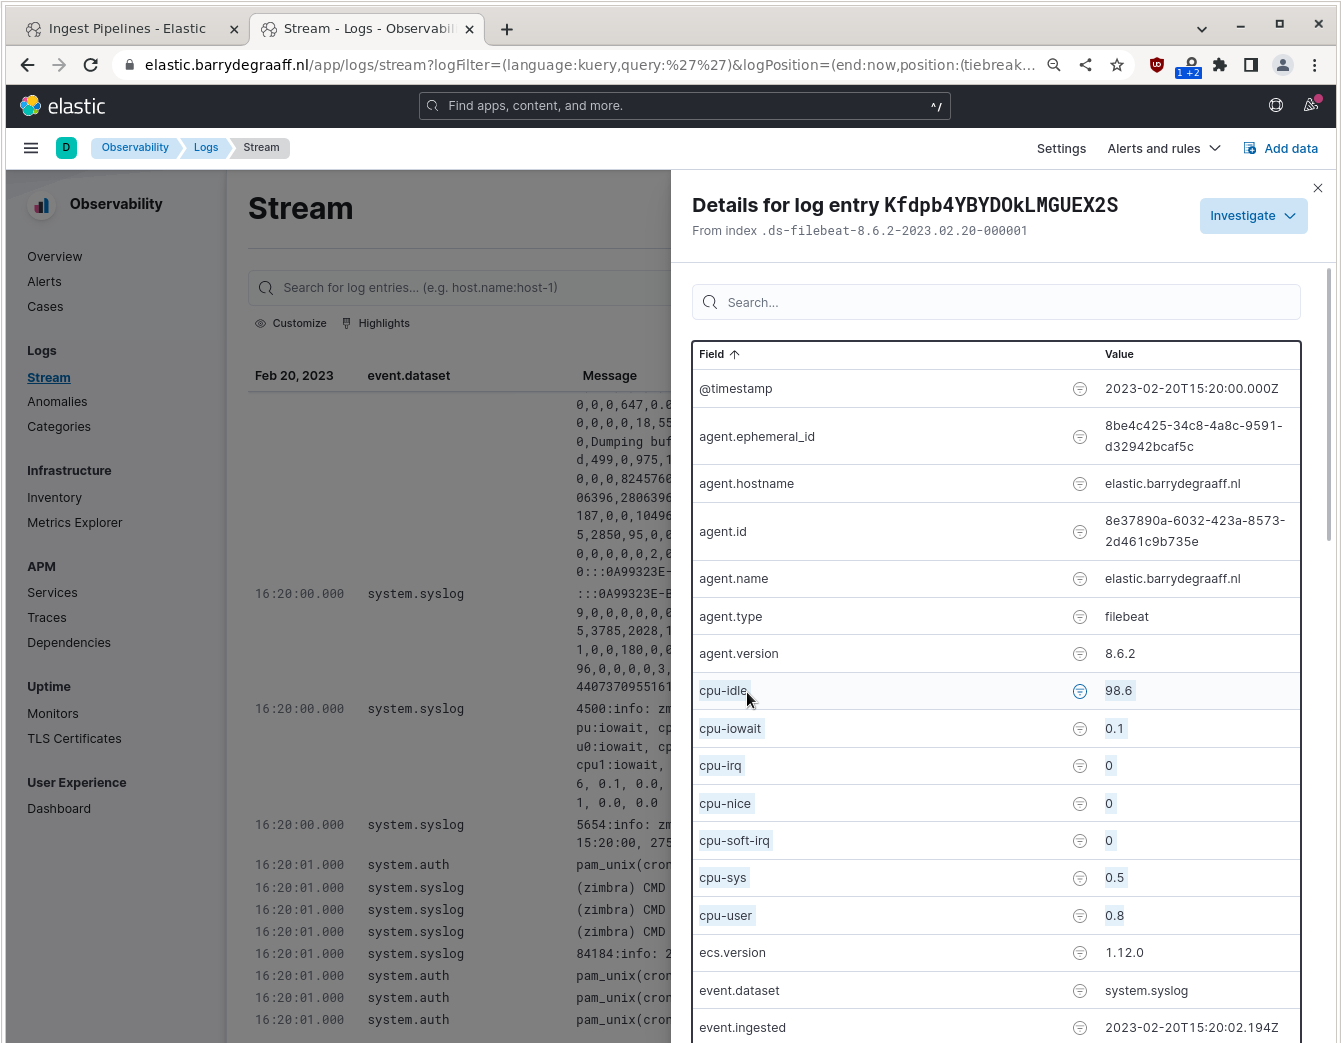 Ingest Pipelines - Elastic
Stream - Logs - Observabil
elastic.barrydegraaff.nl/app/logs/stream?logFilter=(language:kuery,query:%27%27)&logPosition=(end:now,position:(tiebreak...
1 +2
elastic
Find apps, content, and more.
^/
D
Observability
Logs
Stream
Settings
Alerts and rules
Add data
Observability
Overview
Alerts
Cases
Logs
Stream
Anomalies
Categories
Infrastructure
Inventory
Metrics Explorer
APM
Services
Traces
Dependencies
Uptime
Monitors
TLS Certificates
User Experience
Dashboard
Stream
Search for log entries... (e.g. host.name:host-1)
Customize Highlights
Feb 20, 2023 event.dataset Message
0,0,0,647,0.0
0,0,0,0,18,55
0,Dumping buf
d,499,0,975,1
0,0,0,8245760
06396,2806396
187,0,0,10496
5,2850,95,0,0
0,0,0,0,0,2,0
0:::0A99323E-
16:20:00.000 system.syslog :::0A99323E-E
9,0,0,0,0,0,0
5,3785,2028,1
1,0,0,180,0,0
96,0,0,0,0,3,
4407370955161
16:20:00.000 system.syslog 4500:info: zm
pu:iowait, cp
u0:iowait, cp
cpu1:iowait,
6, 0.1, 0.0,
1, 0.0, 0.0
16:20:00.000 system.syslog 5654:info: zm
15:20:00, 275
16:20:01.000 system.auth pam_unix(cron
16:20:01.000 system.syslog (zimbra) CMD
16:20:01.000 system.syslog (zimbra) CMD
16:20:01.000 system.syslog (zimbra) CMD
16:20:01.000 system.syslog 84184:info: 2
16:20:01.000 system.auth pam_unix(cron
16:20:01.000 system.auth pam_unix(cron
16:20:01.000 system.auth pam_unix(cron
Details for log entry Kfdpb4YBYDOkLMGUEX2S
From index .ds-filebeat-8.6.2-2023.02.20-000001
Investigate
Search...
Field Value
@timestamp 2023-02-20T15:20:00.000Z
agent.ephemeral_id 8be4c425-34c8-4a8c-9591-
d32942bcaf5c
agent.hostname elastic.barrydegraaff.nl
agent.id 8e37890a-6032-423a-8573-
2d461c9b735e
agent.name elastic.barrydegraaff.nl
agent.type filebeat
agent.version 8.6.2
cpu-idle 98.6
cpu-iowait 0.1
cpu-irq 0
cpu-nice 0
cpu-soft-irq 0
cpu-sys 0.5
cpu-user 0.8
ecs.version 1.12.0
event.dataset system.syslog
event.ingested 2023-02-20T15:20:02.194Z